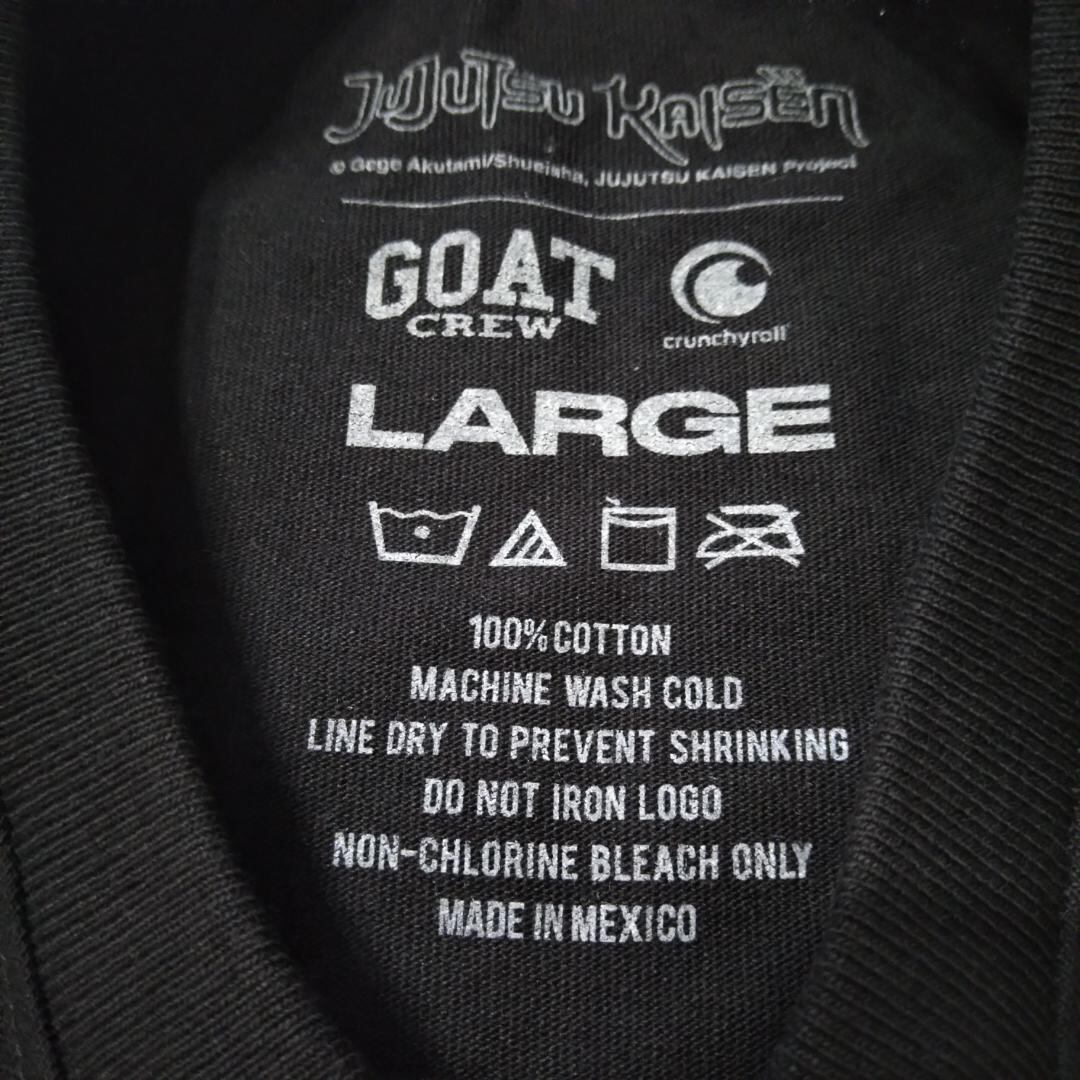 JUJUTSU KAISEN
© Gege Akutami/Shueisha, JUJUTSU KAISEN Project
GOAT
CREW
crunchyroll
LARGE
100% COTTON
MACHINE WASH COLD
LINE DRY TO PREVENT SHRINKING
DO NOT IRON LOGO
NON-CHLORINE BLEACH ONLY
MADE IN MEXICO